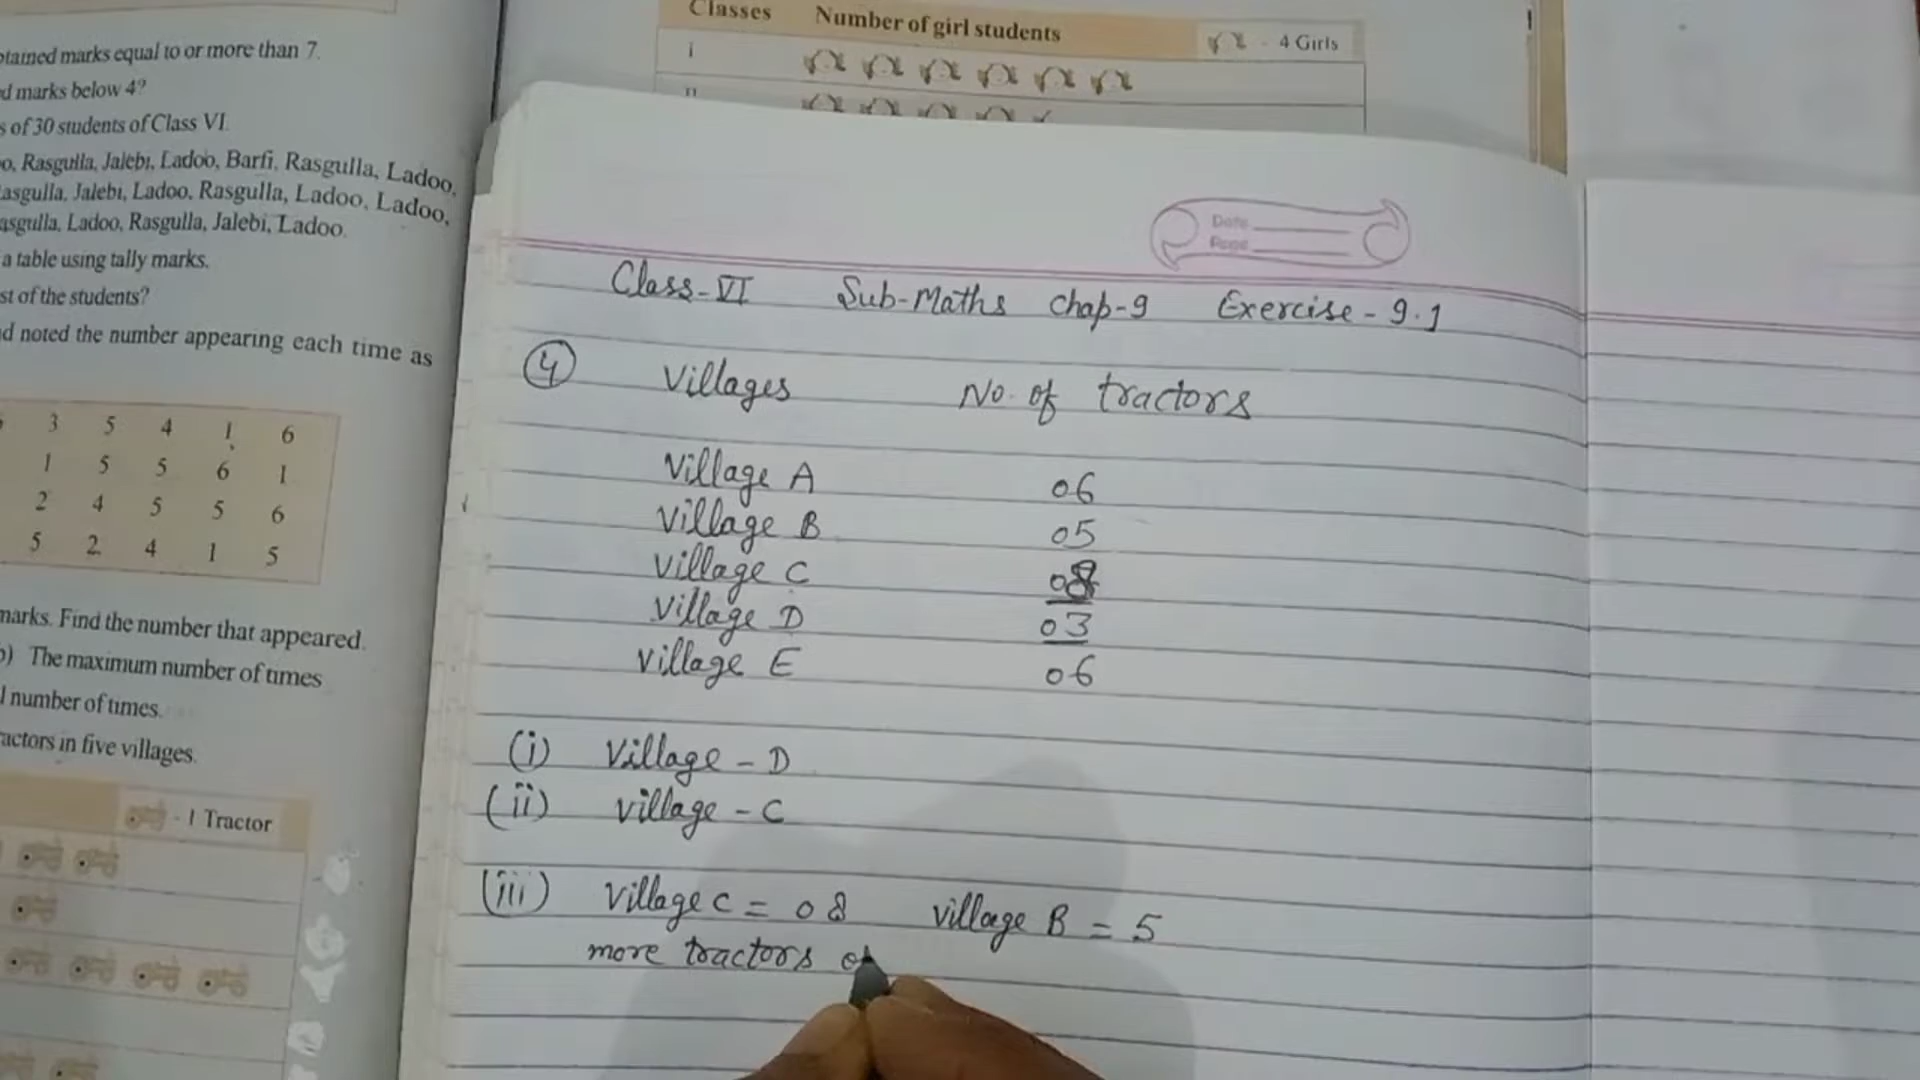 Classes Number of girl students - 4 Girls
I
II
obtained marks equal to or more than 7.
marks below 4?
of 30 students of Class VI.
Rasgulla, Jalebi, Ladoo, Barfi, Rasgulla, Ladoo,
Jalebi, Ladoo, Rasgulla, Ladoo, Ladoo,
Ladoo, Rasgulla, Jalebi, Ladoo.
a table using tally marks.
of the students?
noted the number appearing each time as
3 5 4 1 6
1 5 5 6 1
2 4 5 5 6
5 2 4 1 5
marks. Find the number that appeared.
The maximum number of times
number of times.
in five villages.
- 1 Tractor
Date
Page
Class-VI Sub-Maths Chap-9 Exercise-9.1
4 Villages No. of tractors
Village A 06
Village B 05
Village C 08
Village D 03
Village E 06
(i) Village - D
(ii) Village - C
(iii) Village C = 08 Village B = 5
more tractors